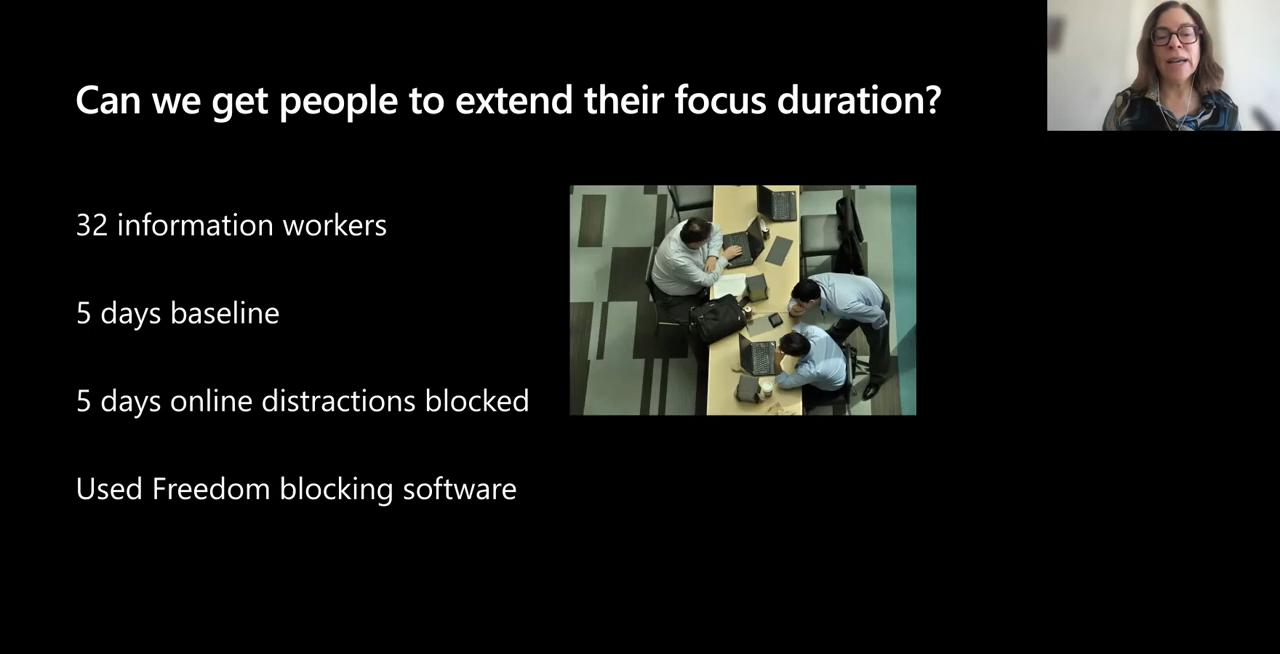 Can we get people to extend their focus duration?
32 information workers
5 days baseline
5 days online distractions blocked
Used Freedom blocking software